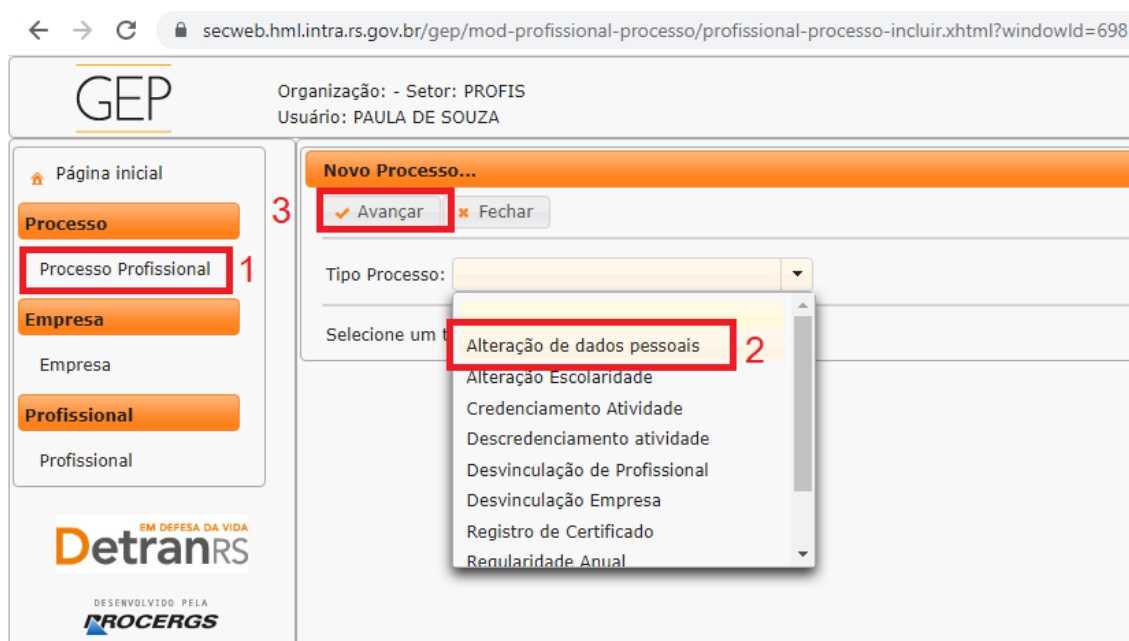 secweb.hml.intra.rs.gov.br/gep/mod-profissional-processo/profissional-processo-incluir.xhtml?windowId=698
GEP
Organização: - Setor: PROFIS
Usuário: PAULA DE SOUZA
Página inicial
Processo
Processo Profissional
1
Empresa
Empresa
Profissional
Profissional
EM DEFESA DA VIDA
DetranRS
DESENVOLVIDO PELA
PROCERGS
Novo Processo...
3
Avançar
Fechar
Tipo Processo:
Selecione um t
Alteração de dados pessoais
2
Alteração Escolaridade
Credenciamento Atividade
Descredenciamento atividade
Desvinculação de Profissional
Desvinculação Empresa
Registro de Certificado
Regularidade Anual